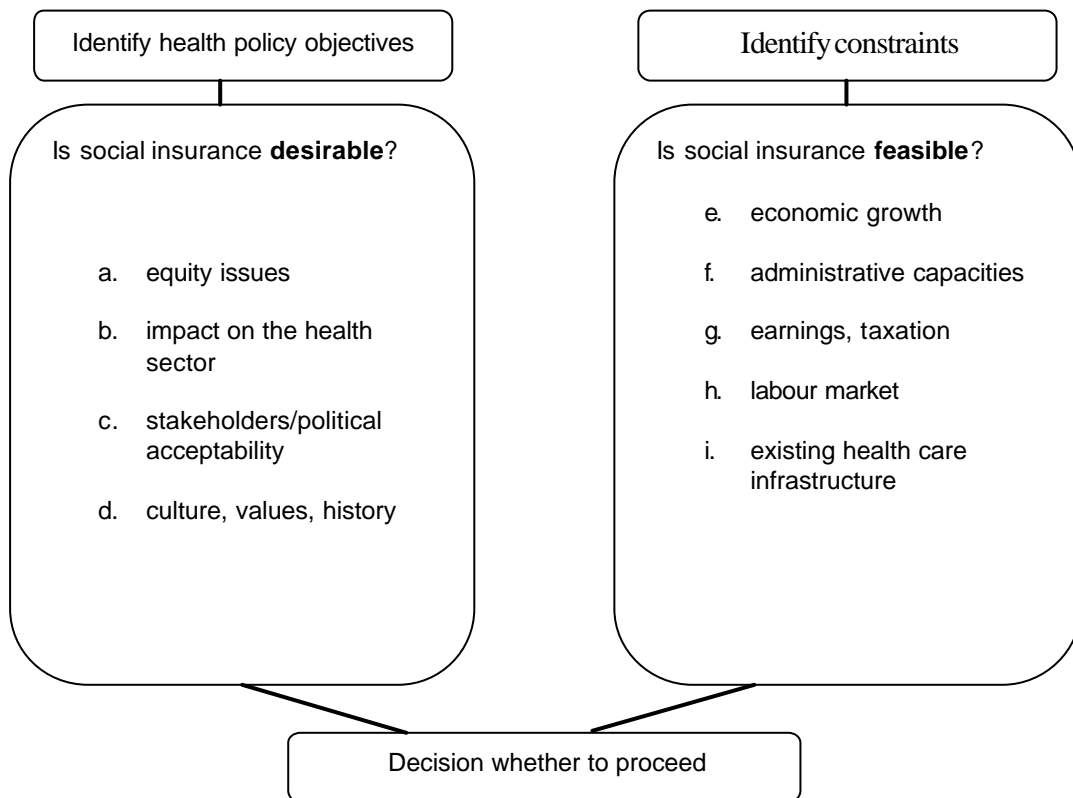 Identify health policy objectives
Is social insurance desirable?
a. equity issues
b. impact on the health
sector
c. stakeholders/political
acceptability
d. culture, values, history
Identify constraints
Is social insurance feasible?
e. economic growth
f. administrative capacities
g. earnings, taxation
h. labour market
i. existing health care
infrastructure
Decision whether to proceed